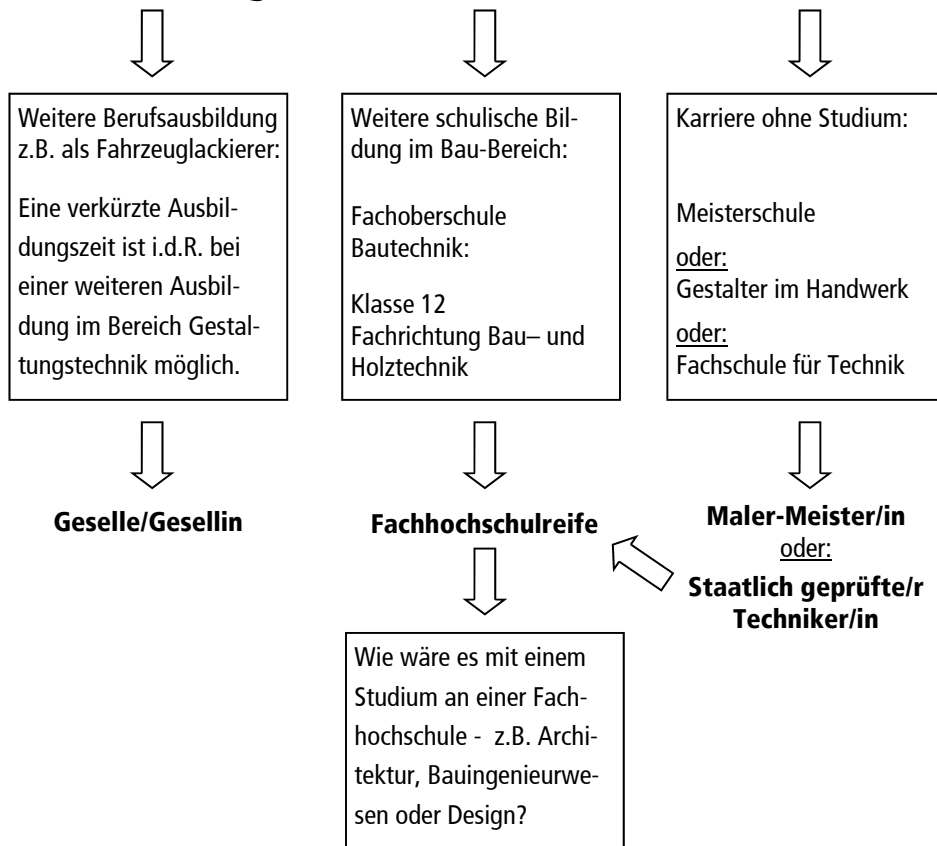 Weitere Berufsausbildung
z.B. als Fahrzeuglackierer:
Eine verkürzte Ausbil-
dungszeit ist i.d.R. bei
einer weiteren Ausbil-
dung im Bereich Gestal-
tungstechnik möglich.
Geselle/Gesellin
Weitere schulische Bil-
dung im Bau-Bereich:
Fachoberschule
Bautechnik:
Klasse 12
Fachrichtung Bau– und
Holztechnik
Fachhochschulreife
Wie wäre es mit einem
Studium an einer Fach-
hochschule - z.B. Archi-
tektur, Bauingenieurwe-
sen oder Design?
Karriere ohne Studium:
Meisterschule
oder:
Gestalter im Handwerk
oder:
Fachschule für Technik
Maler-Meister/in
oder:
Staatlich geprüfte/r
Techniker/in